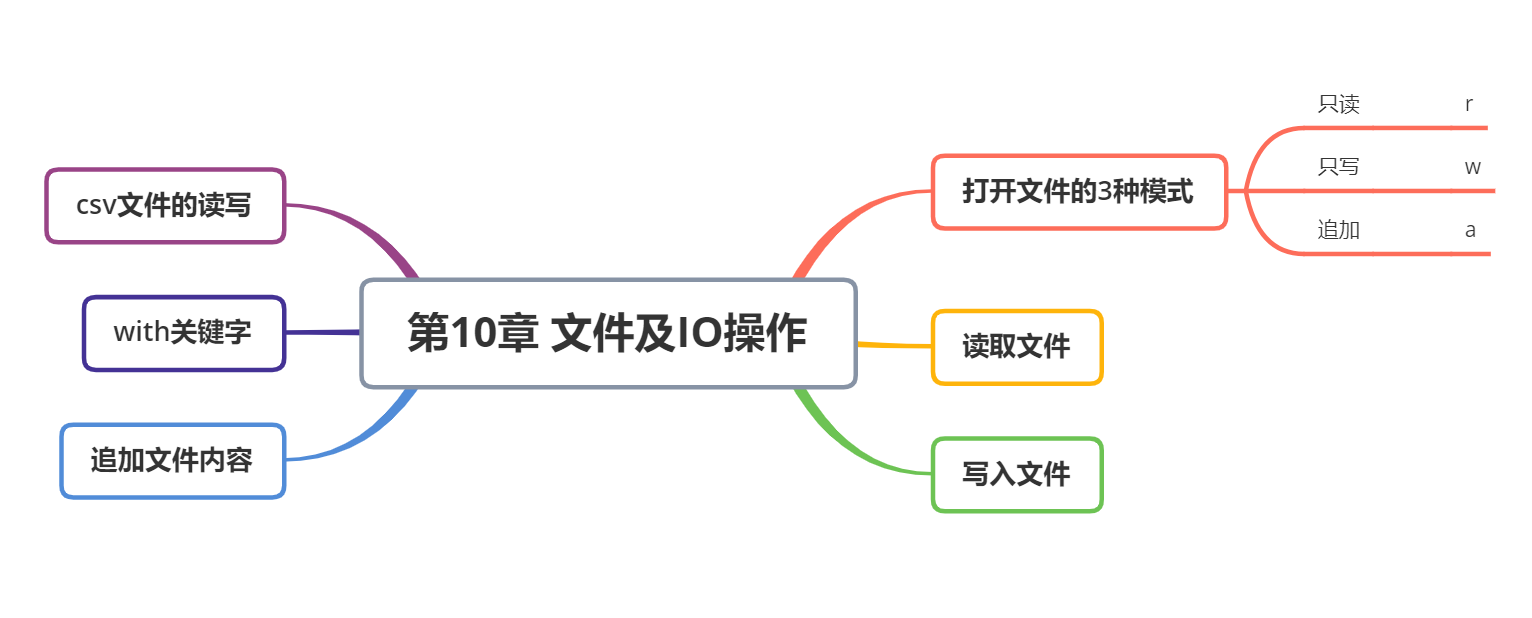 第10章 文件及IO操作
打开文件的3种模式
只读 r
只写 w
追加 a
读取文件
写入文件
csv文件的读写
with关键字
追加文件内容